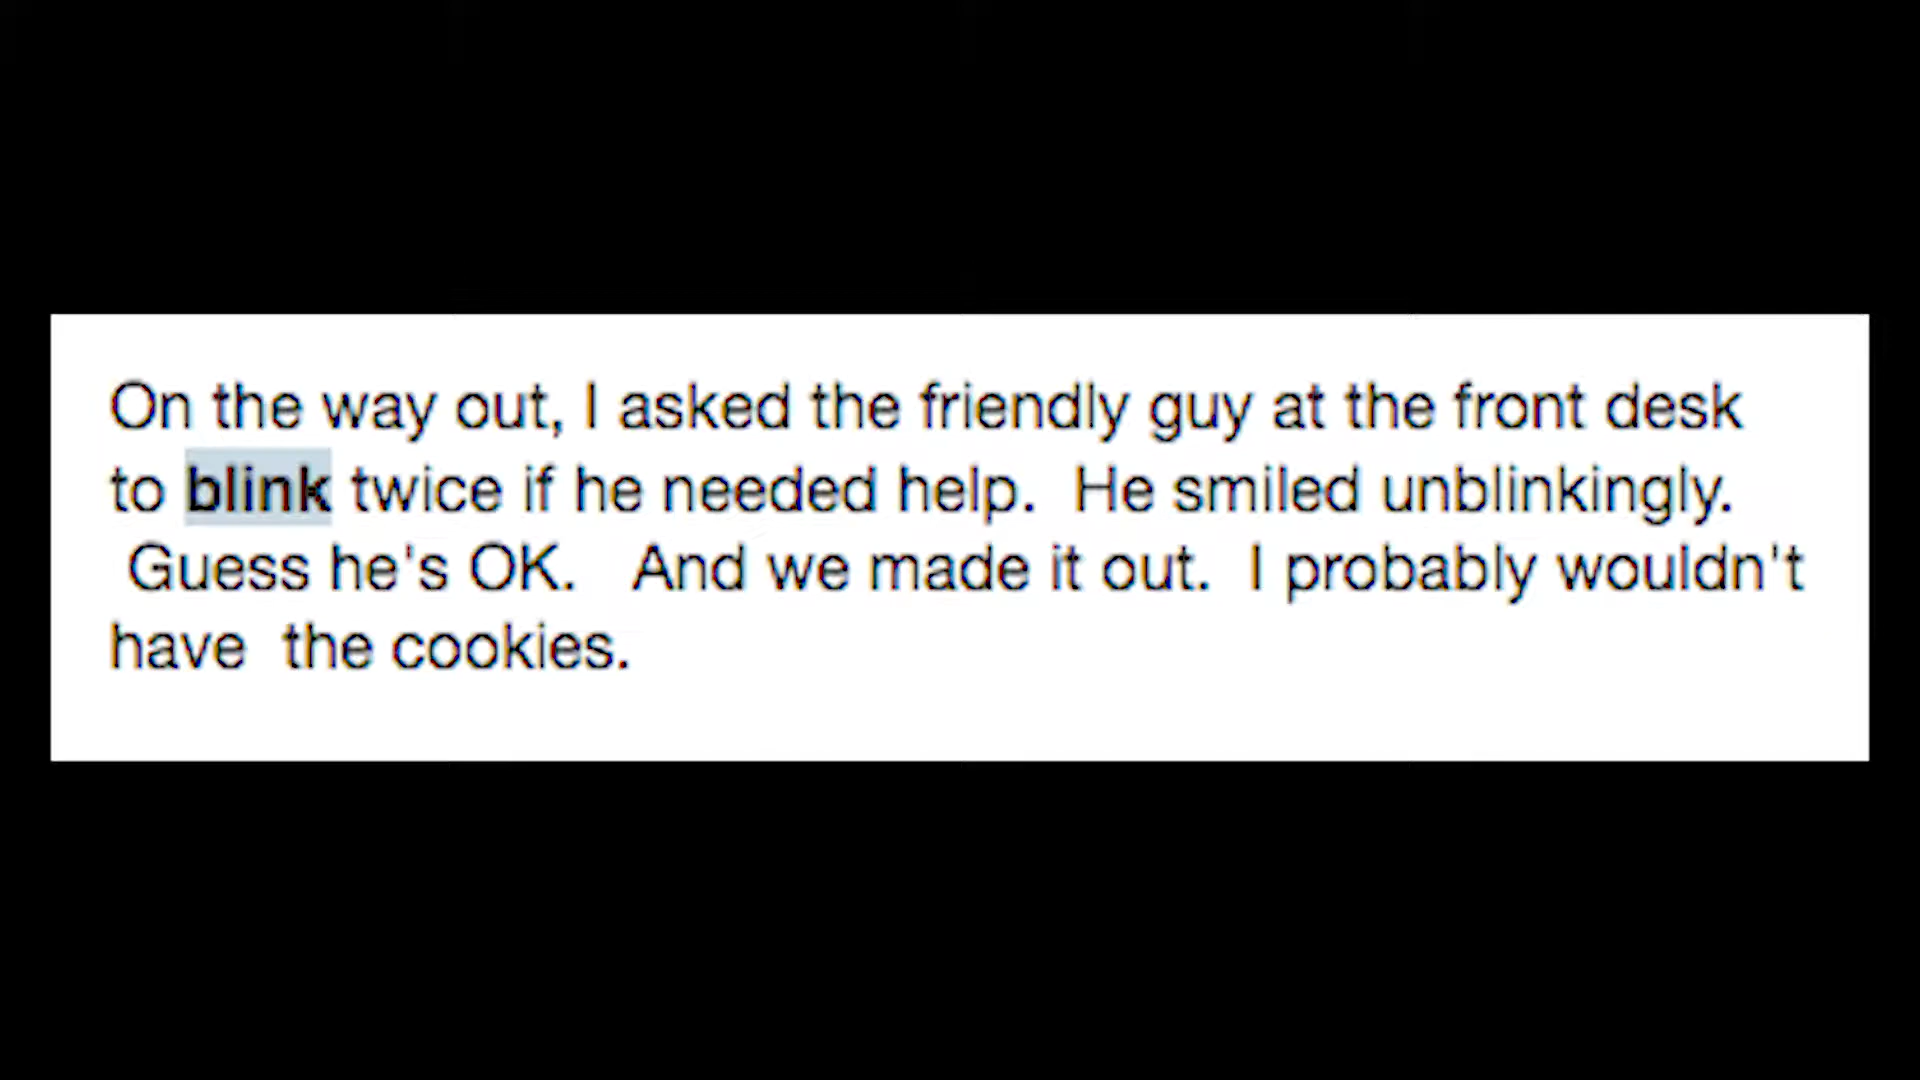 On the way out, I asked the friendly guy at the front desk
to blink twice if he needed help.  He smiled unblinkingly.
 Guess he's OK.   And we made it out.  I probably wouldn't
have  the cookies.